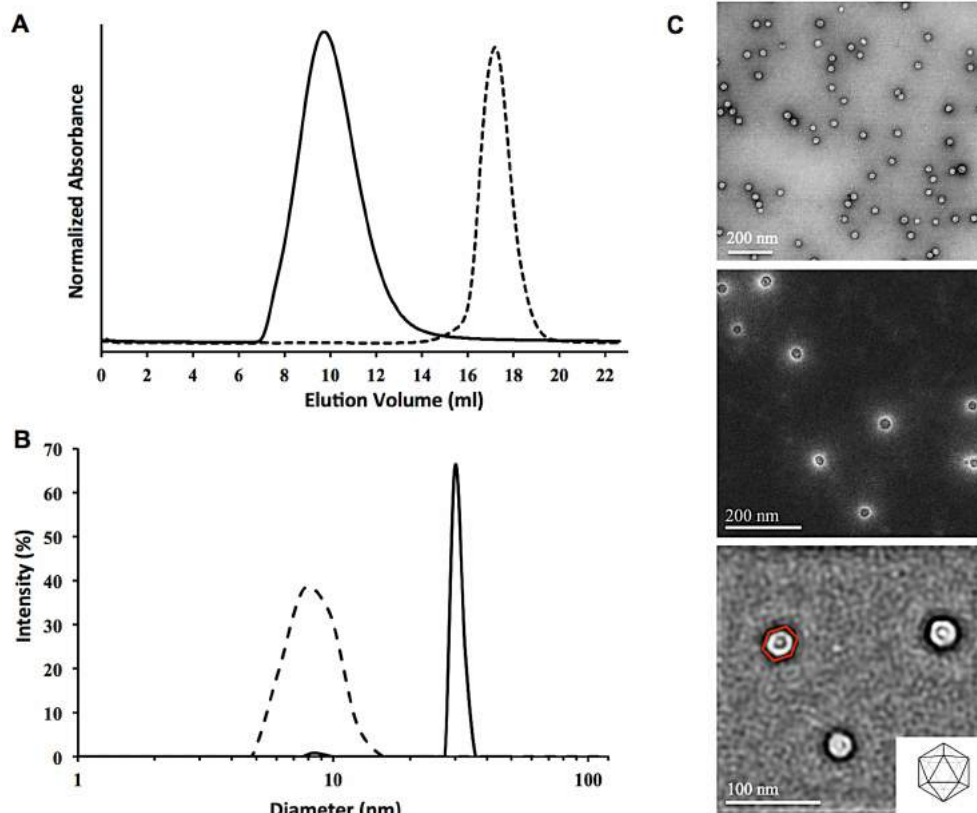 A
Normalized Absorbance
0 2 4 6 8 10 12 14 16 18 20 22
Elution Volume (ml)
B
Intensity (%)
70
60
50
40
30
20
10
0
1 10 100
Diameter (nm)
C
200 nm
200 nm
100 nm